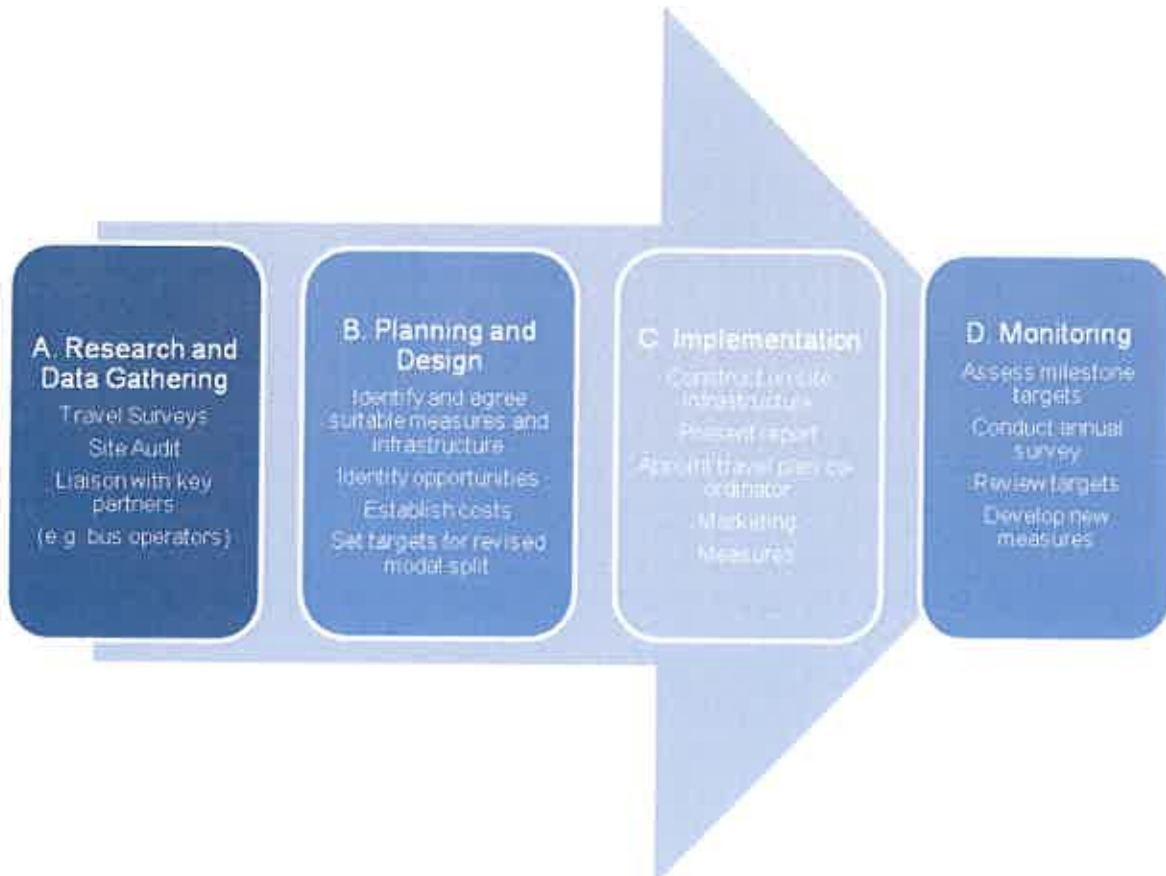 A. Research and
Data Gathering
Travel Surveys
Site Audit
Liaison with key
partners
(e.g. bus operators)
B. Planning and
Design
Identify and agree
suitable measures and
infrastructure
Identify opportunities
Establish costs
Set targets for revised
modal split
C. Implementation
Construct on-site
infrastructure
Present report
Appoint travel plan co-
ordinator
Marketing
Measures
D. Monitoring
Assess milestone
targets
Conduct annual
survey
Review targets
Develop new
measures